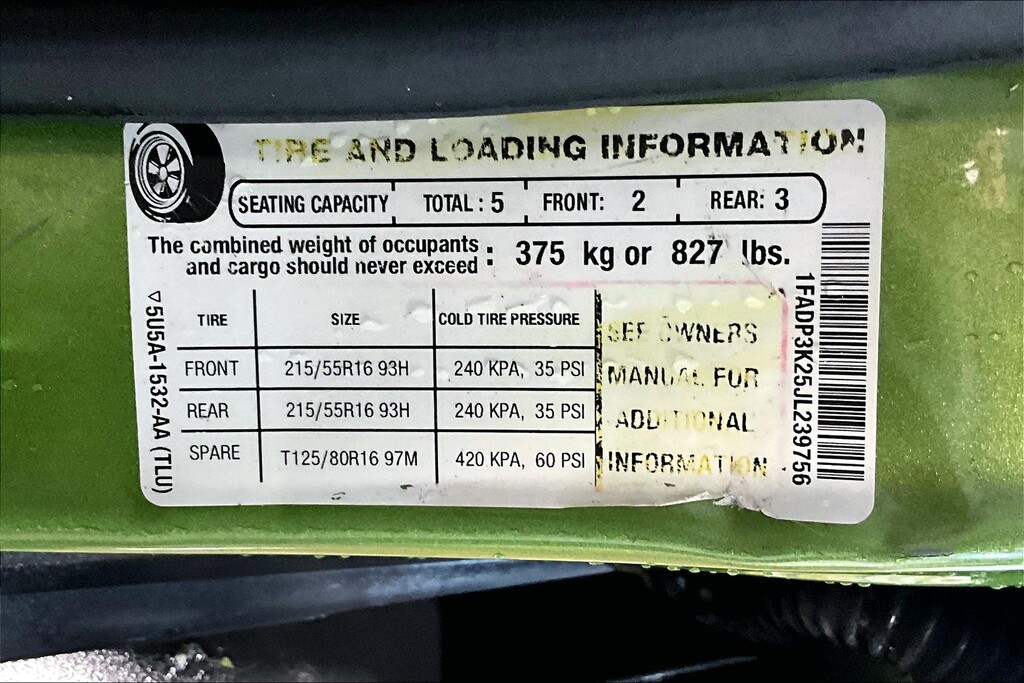 TIRE AND LOADING INFORMATION
SEATING CAPACITY TOTAL : 5 FRONT: 2 REAR: 3
The combined weight of occupants
and cargo should never exceed : 375 kg or 827 lbs.
TIRE SIZE COLD TIRE PRESSURE
FRONT 215/55R16 93H 240 KPA, 35 PSI
REAR 215/55R16 93H 240 KPA, 35 PSI
SPARE T125/80R16 97M 420 KPA, 60 PSI
SEE OWNERS
MANUAL FOR
ADDITIONAL
INFORMATION
▽5U5A-1532-AA (TLU)
1FADP3K25JL239756